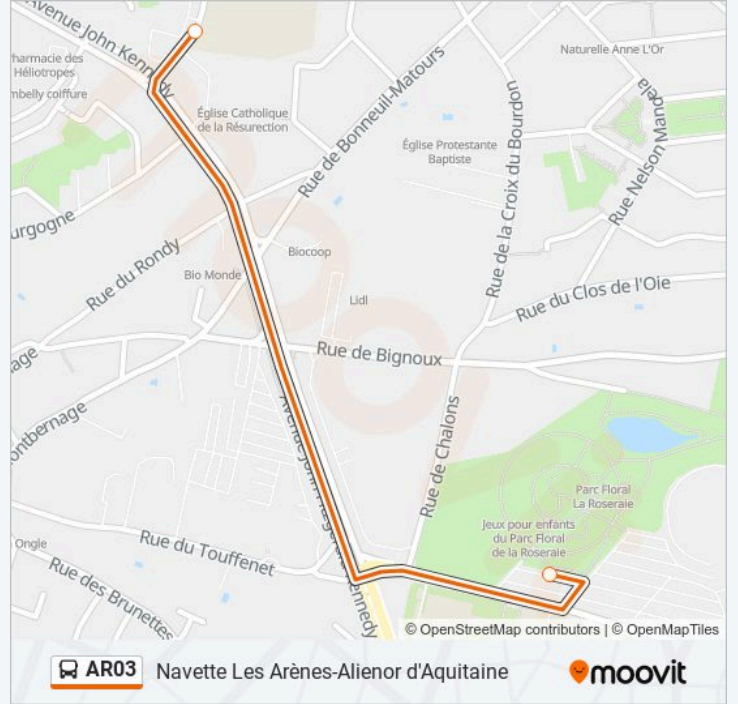 Avenue John Kennedy
harmacie des
Héliotropes
mbelly coiffure
Naturelle Anne L'Or
Église Catholique
de la Résurection
Rue de Bonneuil-Matours
Église Protestante
Baptiste
Rue de la Croix du Bourdon
Rue Nelson Mandela
urgogne
Rue du Rondy
Biocoop
Bio Monde
Lidl
Rue du Clos de l'Oie
Rue de Bignoux
age
ontbernage
Rue de Chalons
Parc Floral
La Roseraie
Jeux pour enfants
du Parc Floral
de la Roseraie
Ongle
Rue du Touffenet
Rue des Brunettes
Kennedy
© OpenStreetMap contributors | © OpenMapTiles
AR03 Navette Les Arènes-Alienor d'Aquitaine moovit